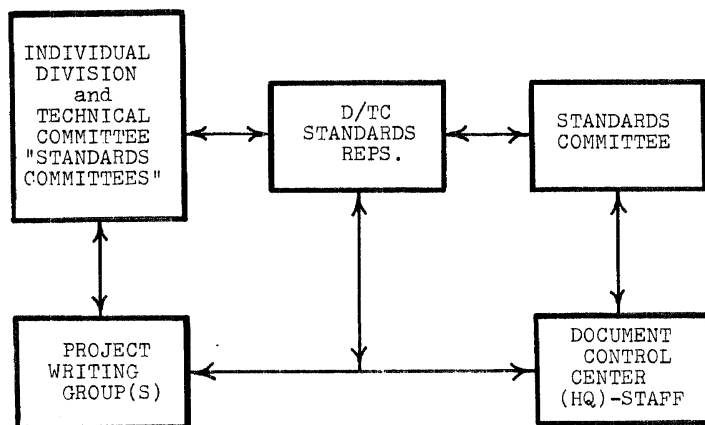 INDIVIDUAL
DIVISION
and
TECHNICAL
COMMITTEE
"STANDARDS
COMMITTEES"
D/TC
STANDARDS
REPS.
STANDARDS
COMMITTEE
PROJECT
WRITING
GROUP(S)
DOCUMENT
CONTROL
CENTER
(HQ)-STAFF